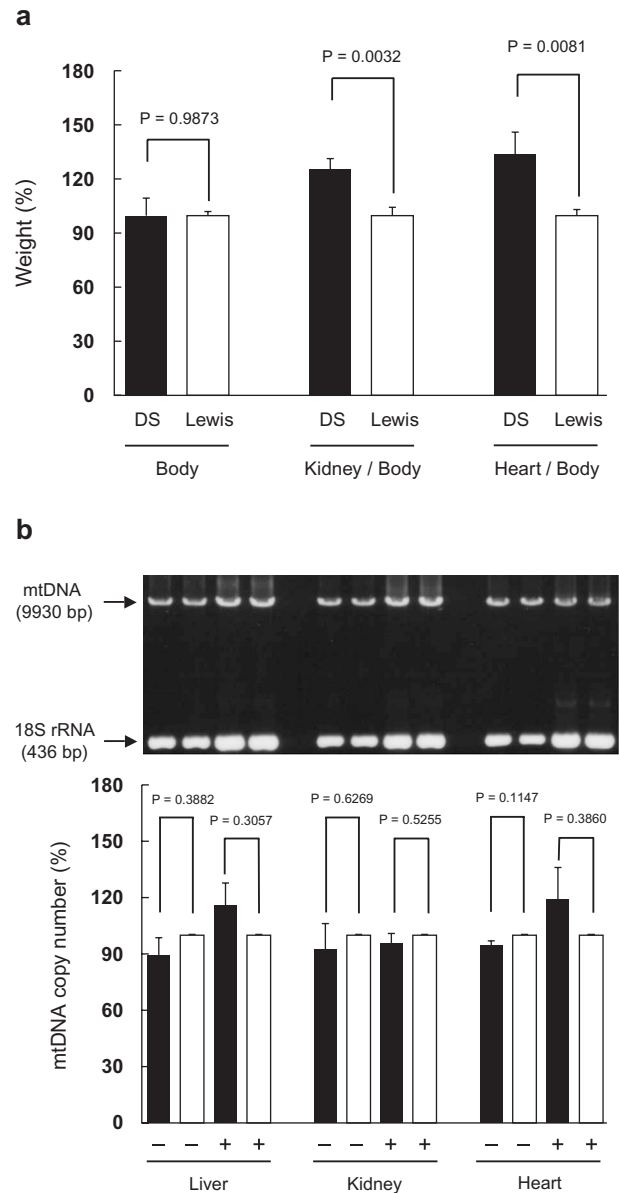 a
P = 0.0032
P = 0.0081
P = 0.9873
180
150
120
90
60
30
0
Weight (%)
DS Lewis DS Lewis DS Lewis
Body Kidney / Body Heart / Body
b
mtDNA
(9930 bp)
18S rRNA
(436 bp)
180
150
120
90
60
30
0
mtDNA copy number (%)
P = 0.3882 P = 0.6269 P = 0.1147
P = 0.3057 P = 0.5255 P = 0.3860
– – + + – – + + – – + +
Liver Kidney Heart